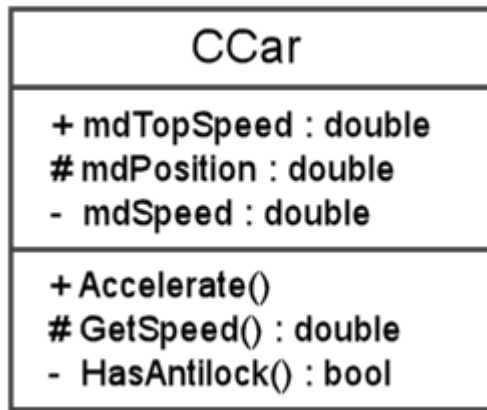 CCar
+ mdTopSpeed : double
# mdPosition : double
- mdSpeed : double
+ Accelerate()
# GetSpeed() : double
- HasAntilock() : bool